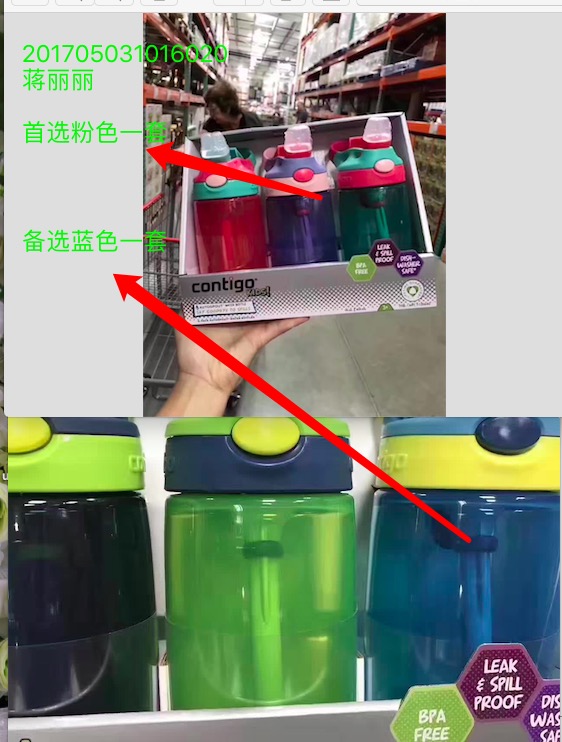 201705031016020
蒋丽丽
首选粉色一套
备选蓝色一套
contigo
KIDS!
BPA
FREE
LEAK
& SPILL
PROOF
DISH-
WASHER
SAFE*
LEAK
& SPILL
PROOF
BPA
FREE